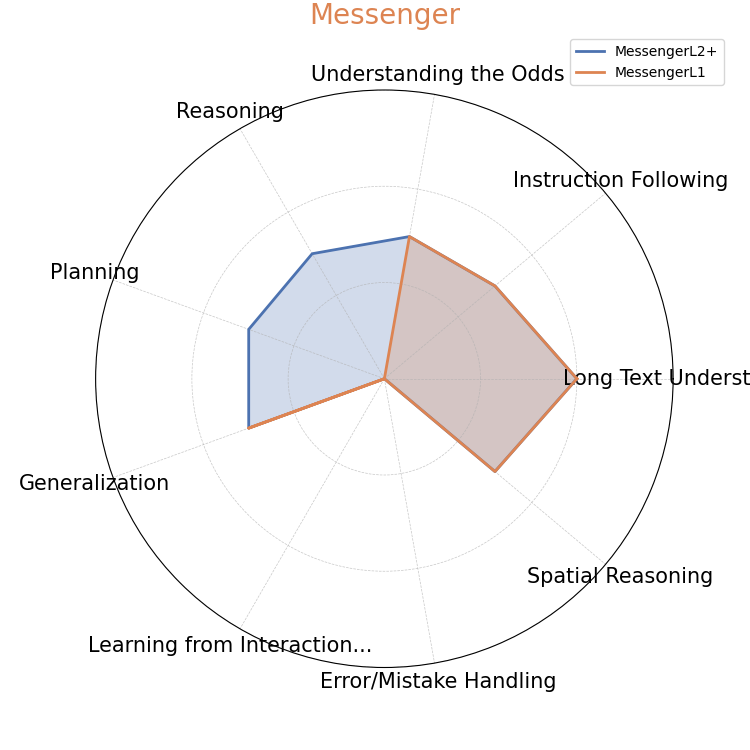 Messenger
MessengerL2+
MessengerL1
Understanding the Odds
Reasoning
Instruction Following
Planning
Long Text Underst
Generalization
Spatial Reasoning
Learning from Interaction...
Error/Mistake Handling